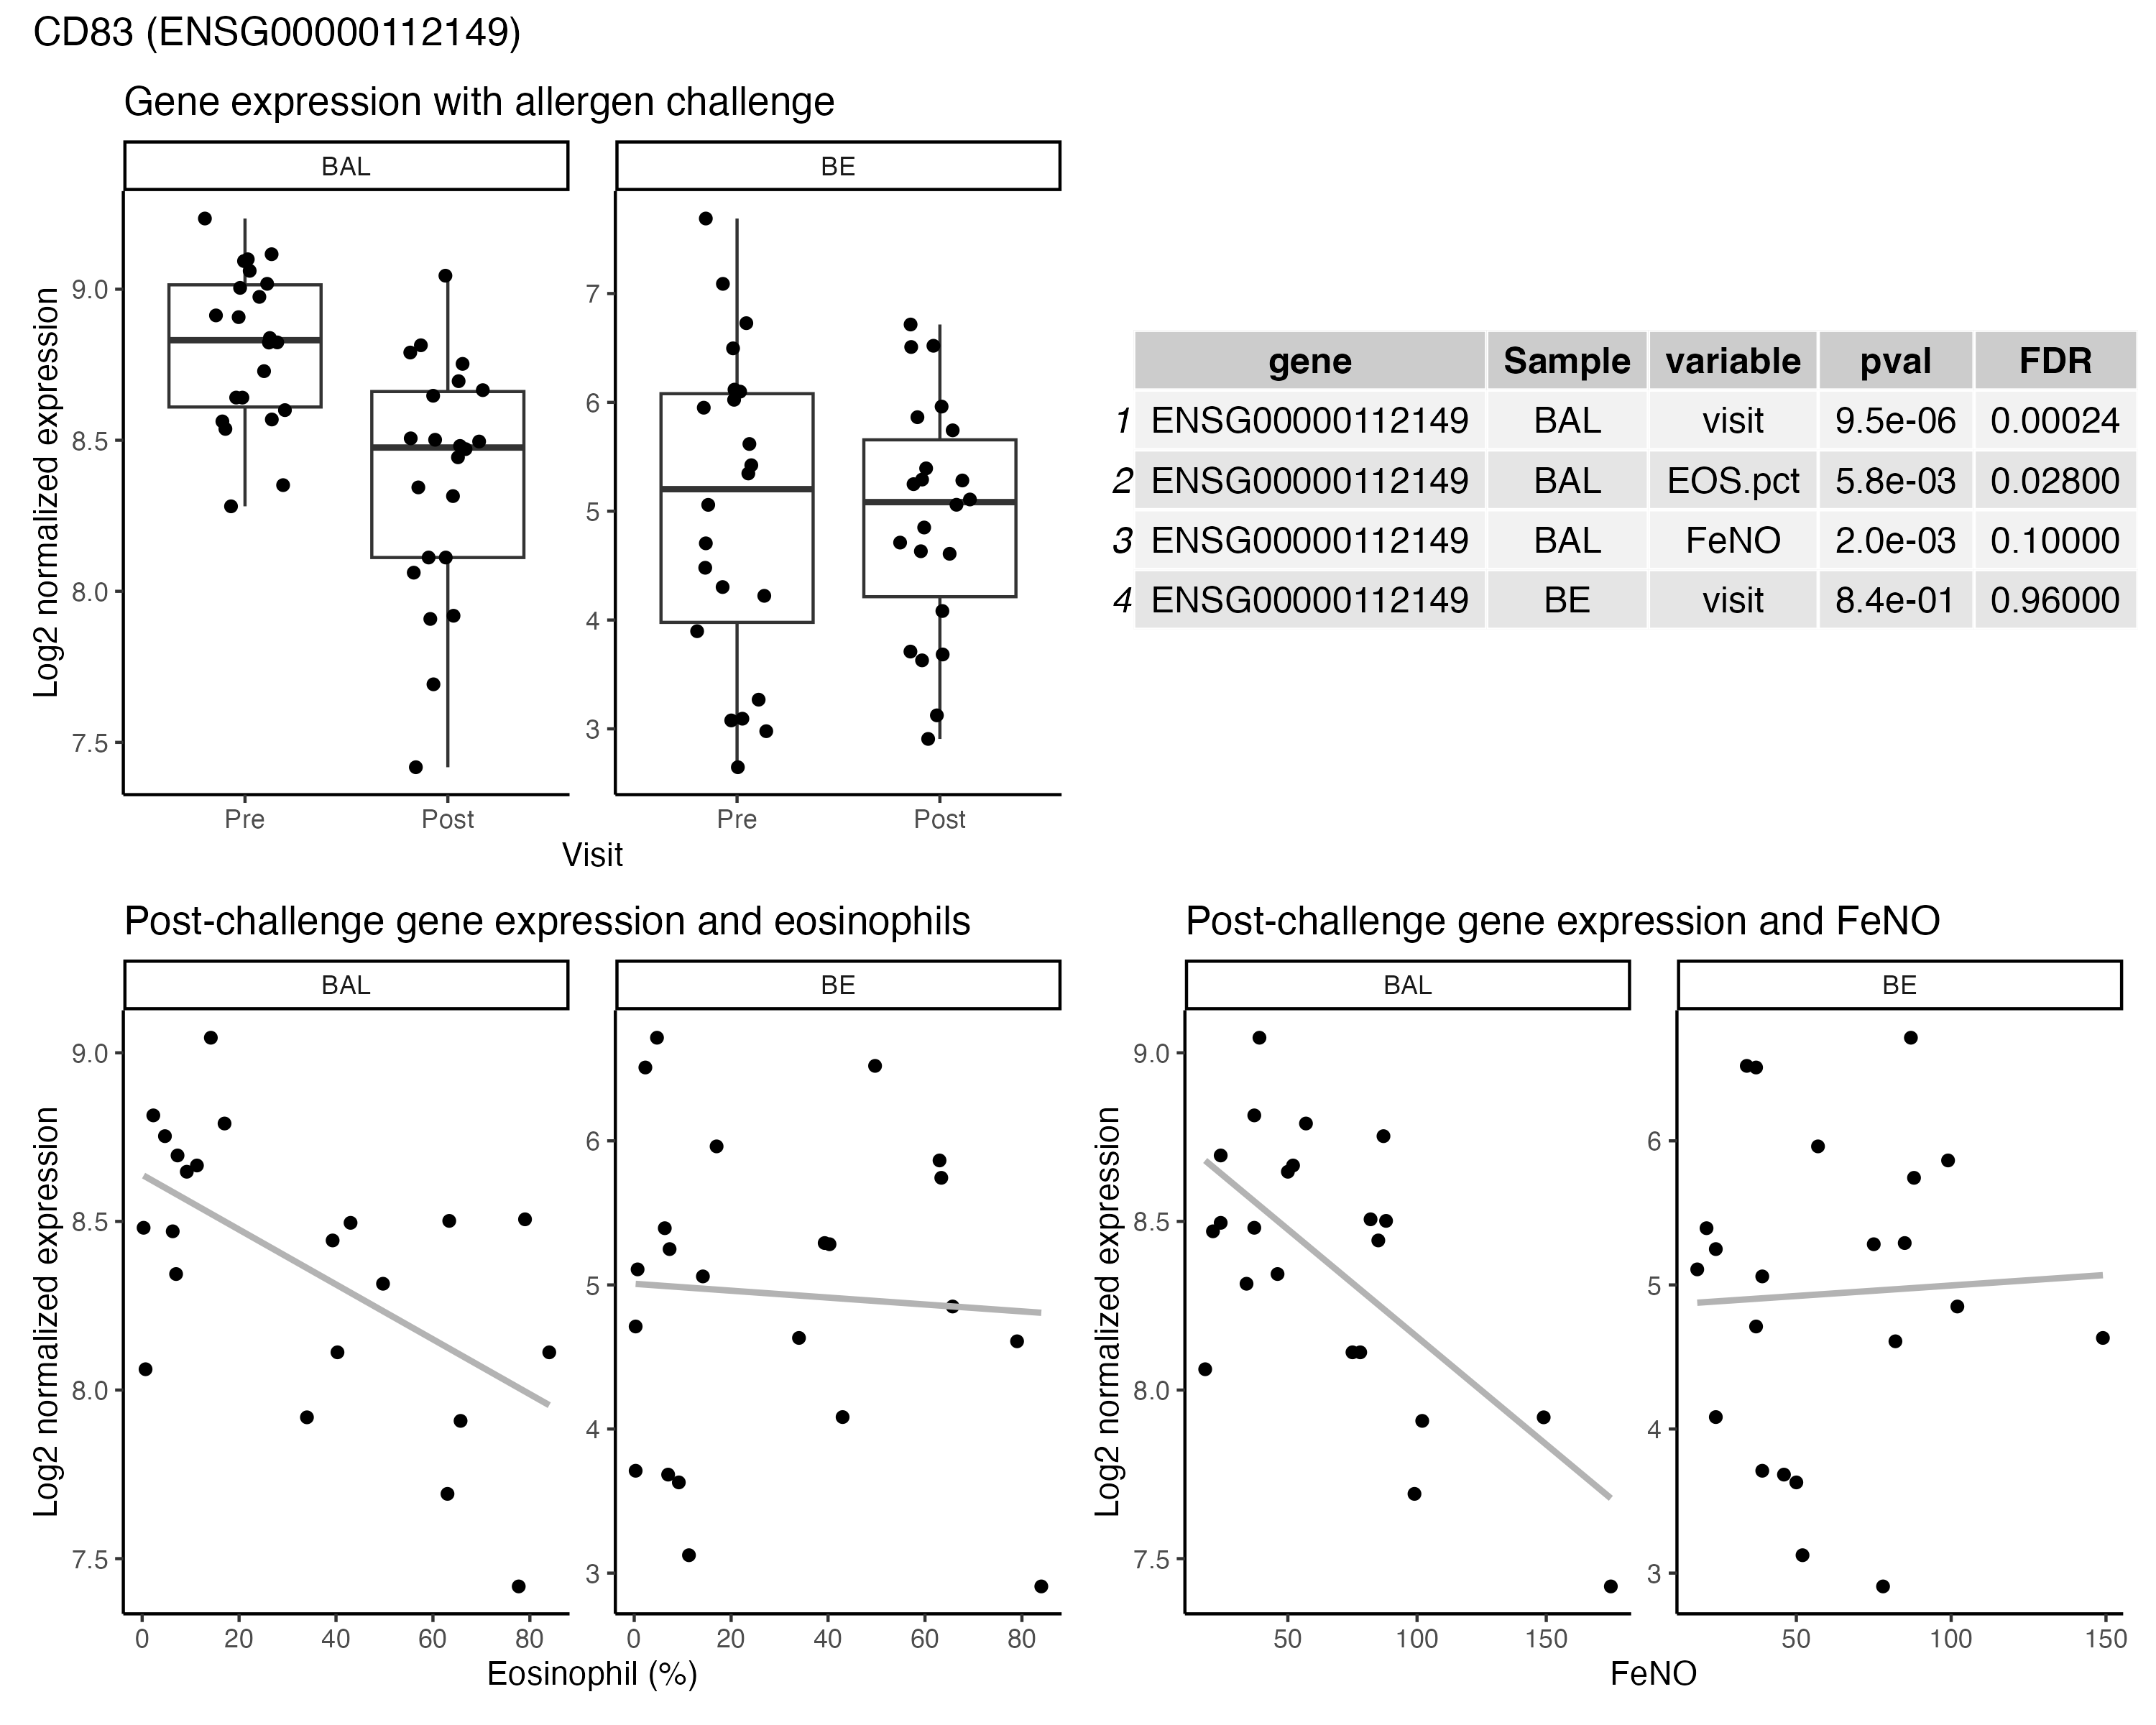 CD83 (ENSG00000112149)
Gene expression with allergen challenge
BAL BE
Log2 normalized expression
9.0
8.5
8.0
7.5
7
6
5
4
3
Pre Post Pre Post
Visit
gene Sample variable pval FDR
1 ENSG00000112149 BAL visit 9.5e-06 0.00024
2 ENSG00000112149 BAL EOS.pct 5.8e-03 0.02800
3 ENSG00000112149 BAL FeNO 2.0e-03 0.10000
4 ENSG00000112149 BE visit 8.4e-01 0.96000
Post-challenge gene expression and eosinophils
BAL BE
Log2 normalized expression
9.0
8.5
8.0
7.5
6
5
4
3
0 20 40 60 80 0 20 40 60 80
Eosinophil (%)
Post-challenge gene expression and FeNO
BAL BE
Log2 normalized expression
9.0
8.5
8.0
7.5
6
5
4
3
50 100 150 50 100 150
FeNO